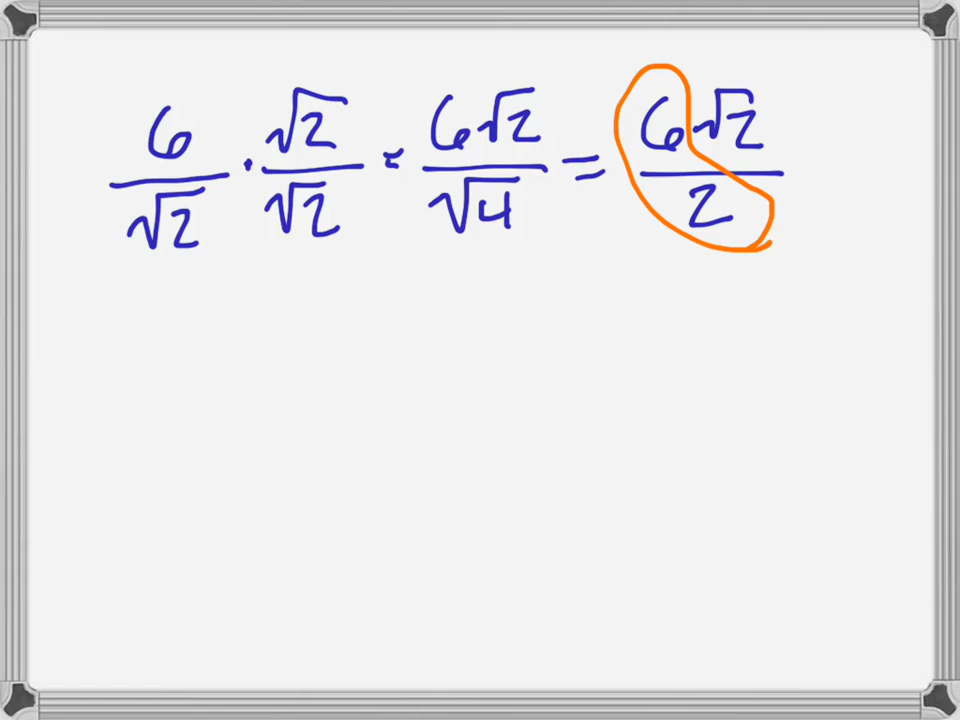 6/√2 · √2/√2 = 6√2/√4 = 6√2/2